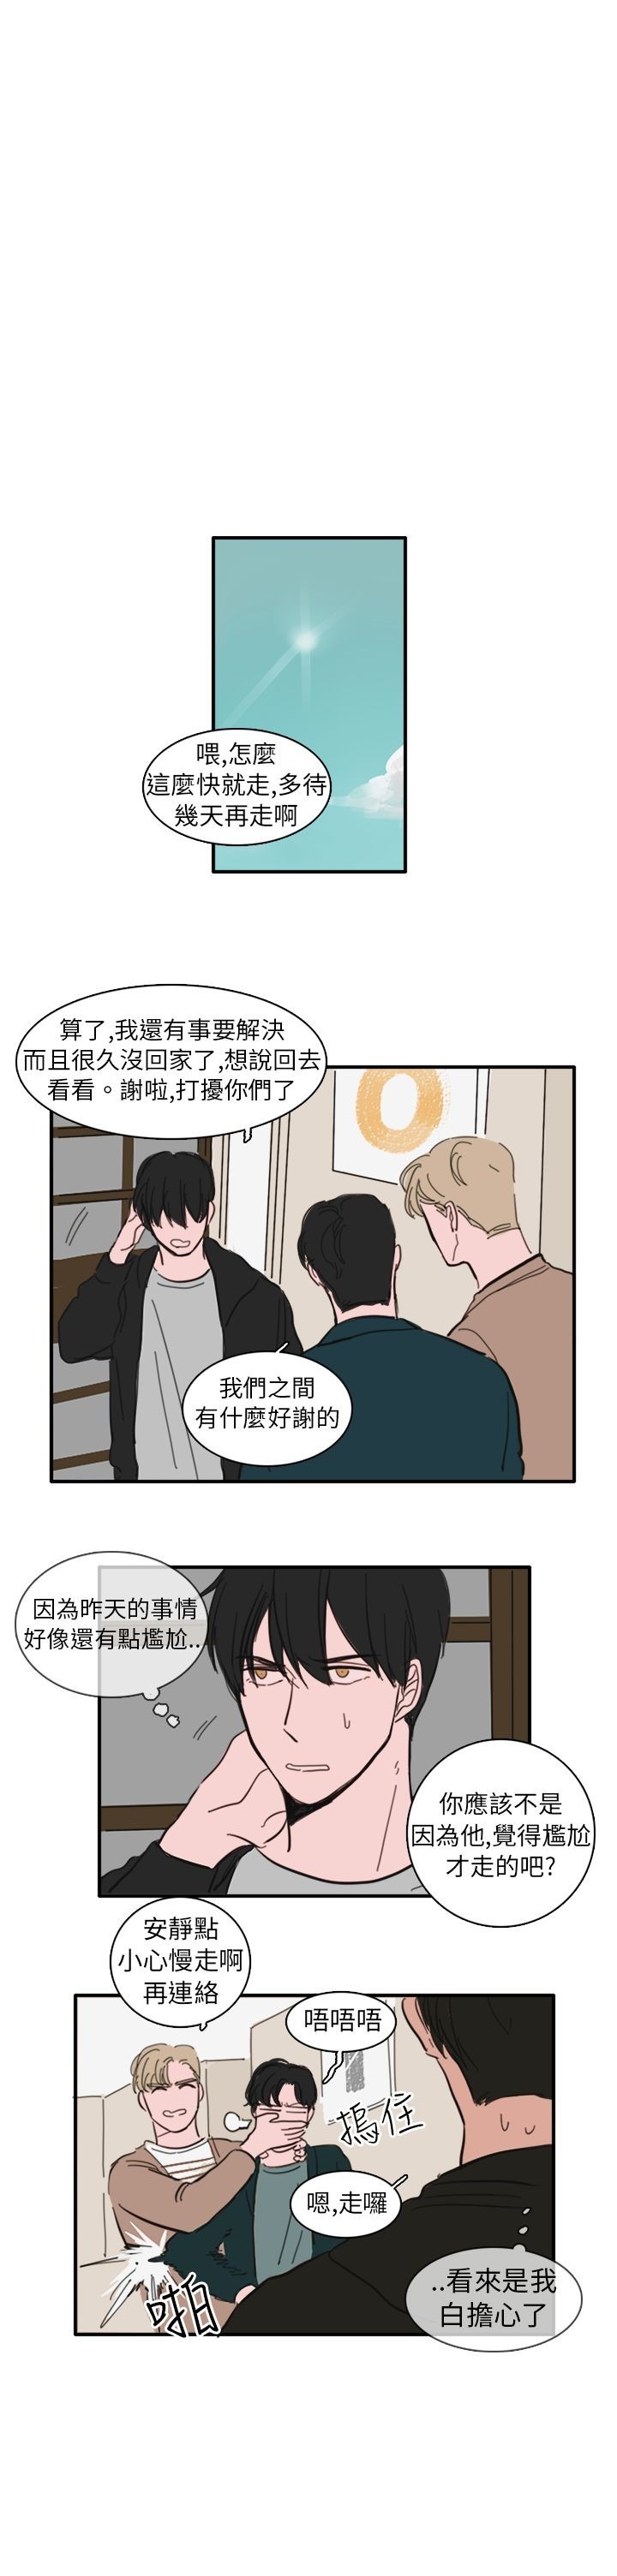 喂,怎麼
這麼快就走,多待
幾天再走啊
算了,我還有事要解決
而且很久沒回家了,想說回去
看看。謝啦,打擾你們了
我們之間
有什麼好謝的
因為昨天的事情
好像還有點尷尬..
你應該不是
因為他,覺得尷尬
才走的吧?
安靜點
小心慢走啊
再連絡
唔唔唔
摀住
嗯,走囉
..看來是我
白擔心了
啪